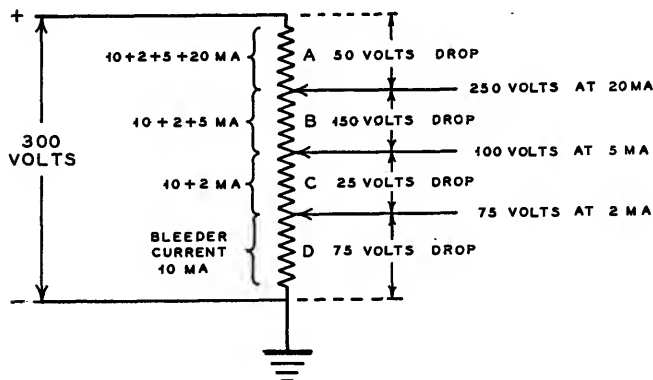 +
10+2+5+20 MA A 50 VOLTS DROP
250 VOLTS AT 20MA
10+2+5 MA B 150 VOLTS DROP
300
VOLTS
100 VOLTS AT 5 MA
10+2 MA C 25 VOLTS DROP
75 VOLTS AT 2 MA
BLEEDER
CURRENT
10 MA
D 75 VOLTS DROP
-